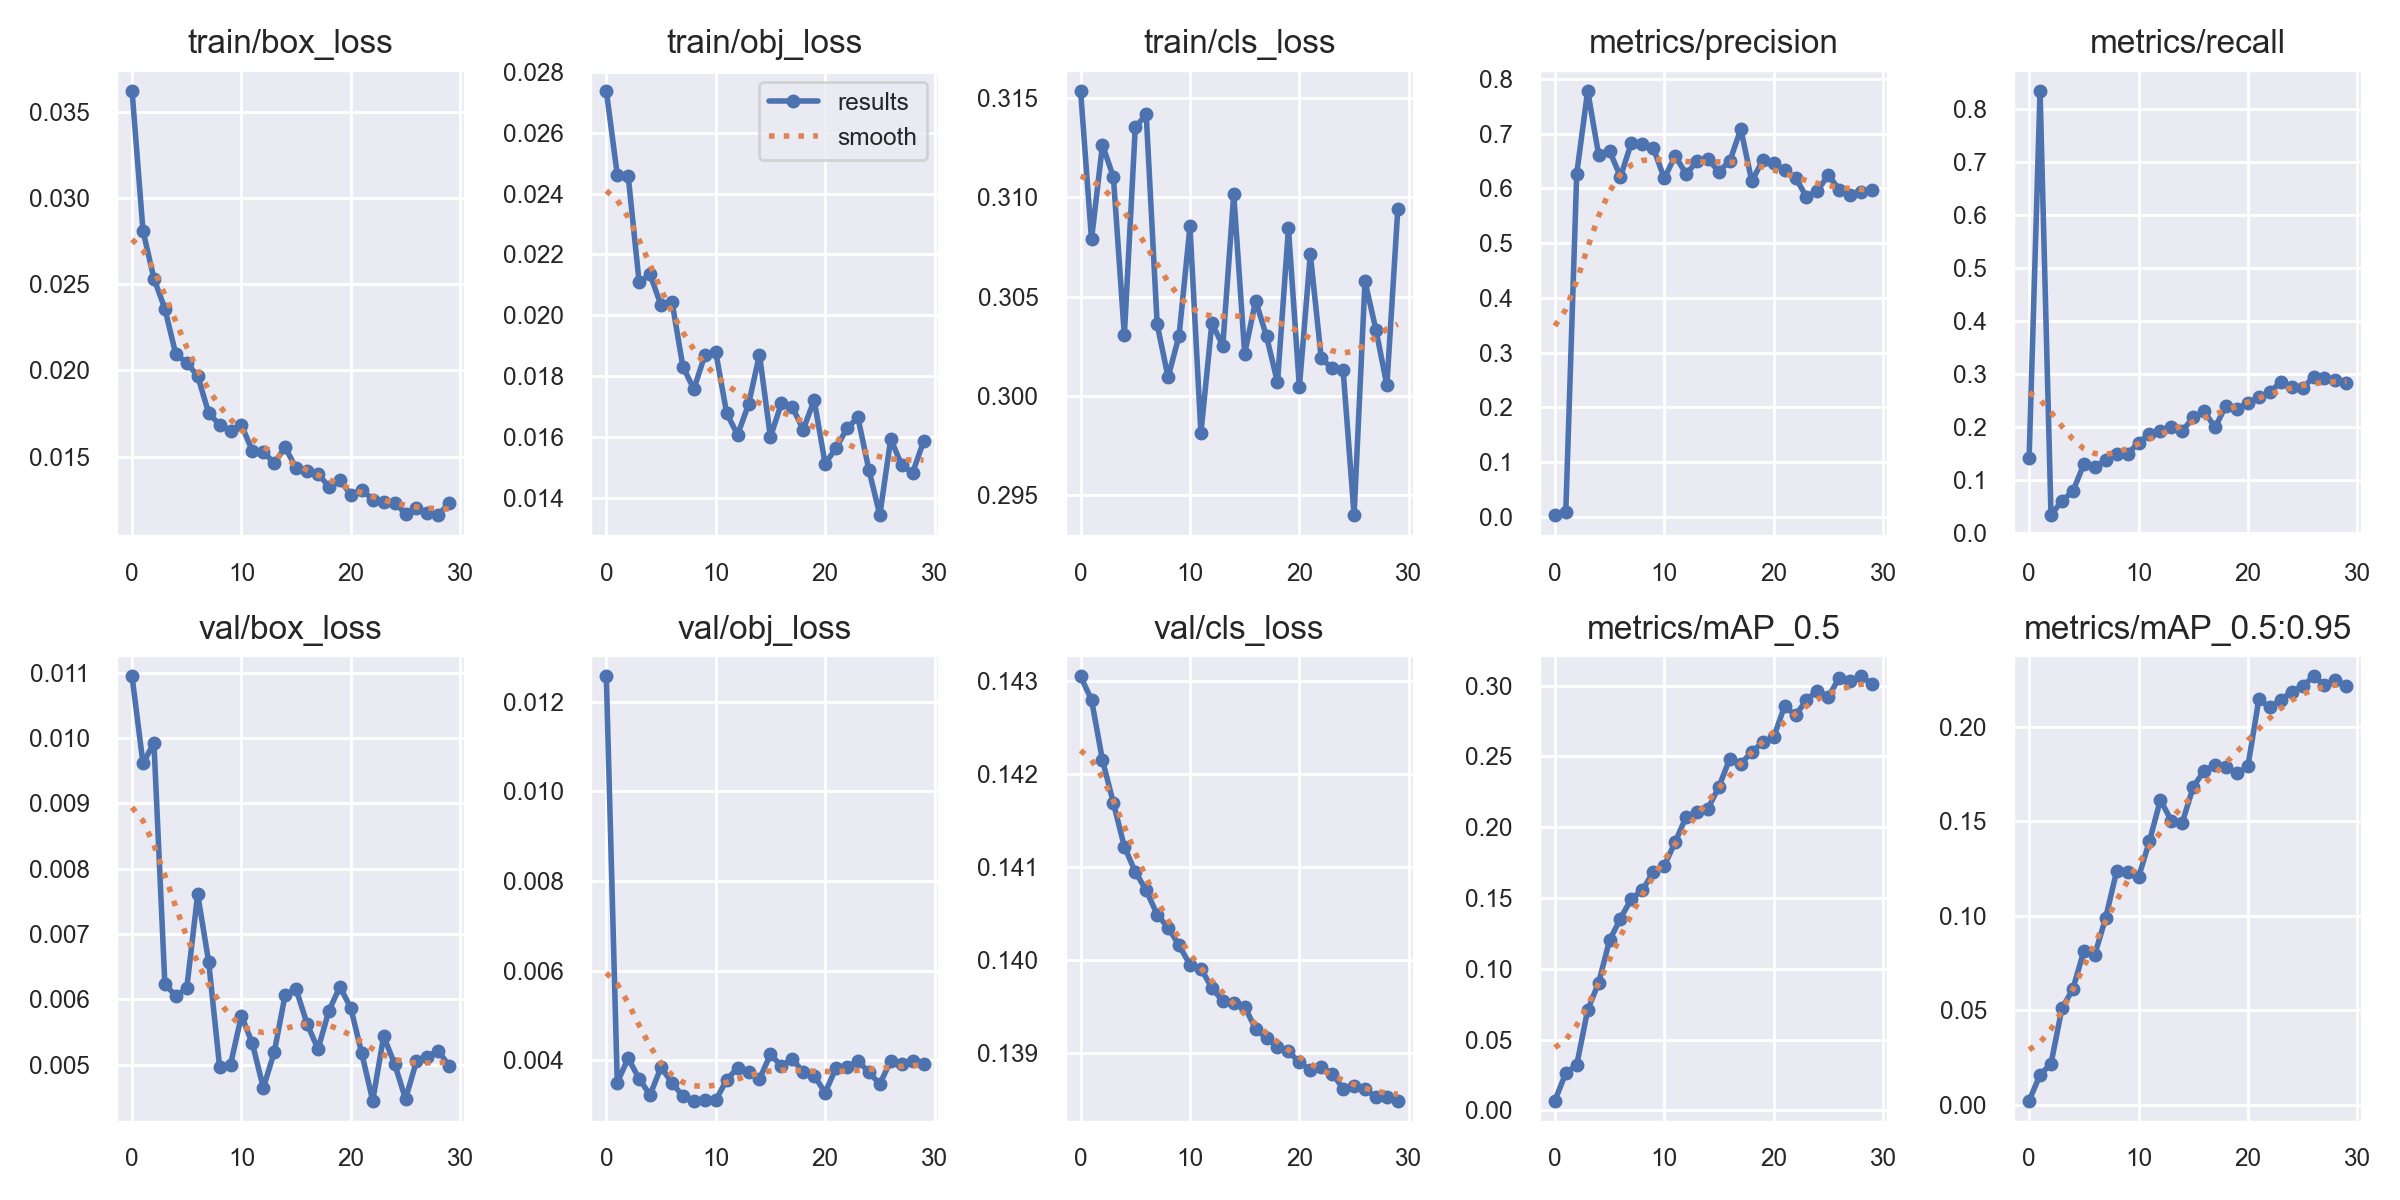 train/box_loss
0.035
0.030
0.025
0.020
0.015
0 10 20 30
train/obj_loss
results
smooth
0.028
0.026
0.024
0.022
0.020
0.018
0.016
0.014
0 10 20 30
train/cls_loss
0.315
0.310
0.305
0.300
0.295
0 10 20 30
metrics/precision
0.8
0.7
0.6
0.5
0.4
0.3
0.2
0.1
0.0
0 10 20 30
metrics/recall
0.8
0.7
0.6
0.5
0.4
0.3
0.2
0.1
0.0
0 10 20 30
val/box_loss
0.011
0.010
0.009
0.008
0.007
0.006
0.005
0 10 20 30
val/obj_loss
0.012
0.010
0.008
0.006
0.004
0 10 20 30
val/cls_loss
0.143
0.142
0.141
0.140
0.139
0 10 20 30
metrics/mAP_0.5
0.30
0.25
0.20
0.15
0.10
0.05
0.00
0 10 20 30
metrics/mAP_0.5:0.95
0.20
0.15
0.10
0.05
0.00
0 10 20 30